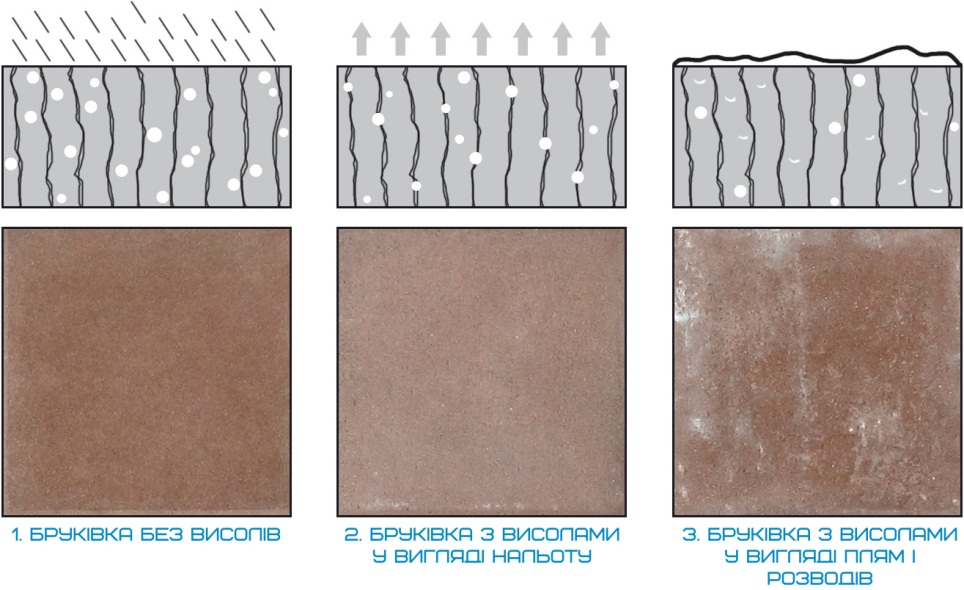 1. БРУКІВКА БЕЗ ВИСОЛІВ
2. БРУКІВКА З ВИСОЛАМИ
У ВИГЛЯДІ НАЛЬОТУ
3. БРУКІВКА З ВИСОЛАМИ
У ВИГЛЯДІ ПЛЯМ І
РОЗВОДІВ